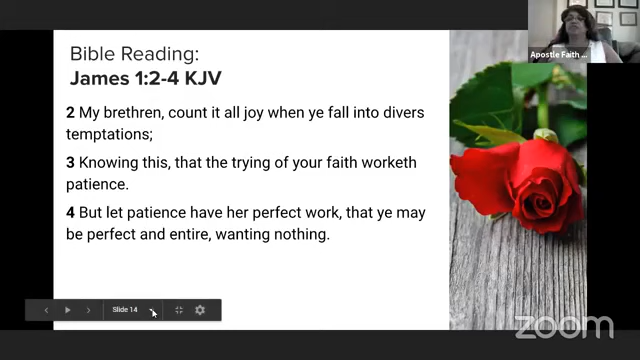 Bible Reading:
James 1:2-4 KJV
Apostle Faith ...
2 My brethren, count it all joy when ye fall into divers
temptations;
3 Knowing this, that the trying of your faith worketh
patience.
4 But let patience have her perfect work, that ye may
be perfect and entire, wanting nothing.
Slide 14
zoom